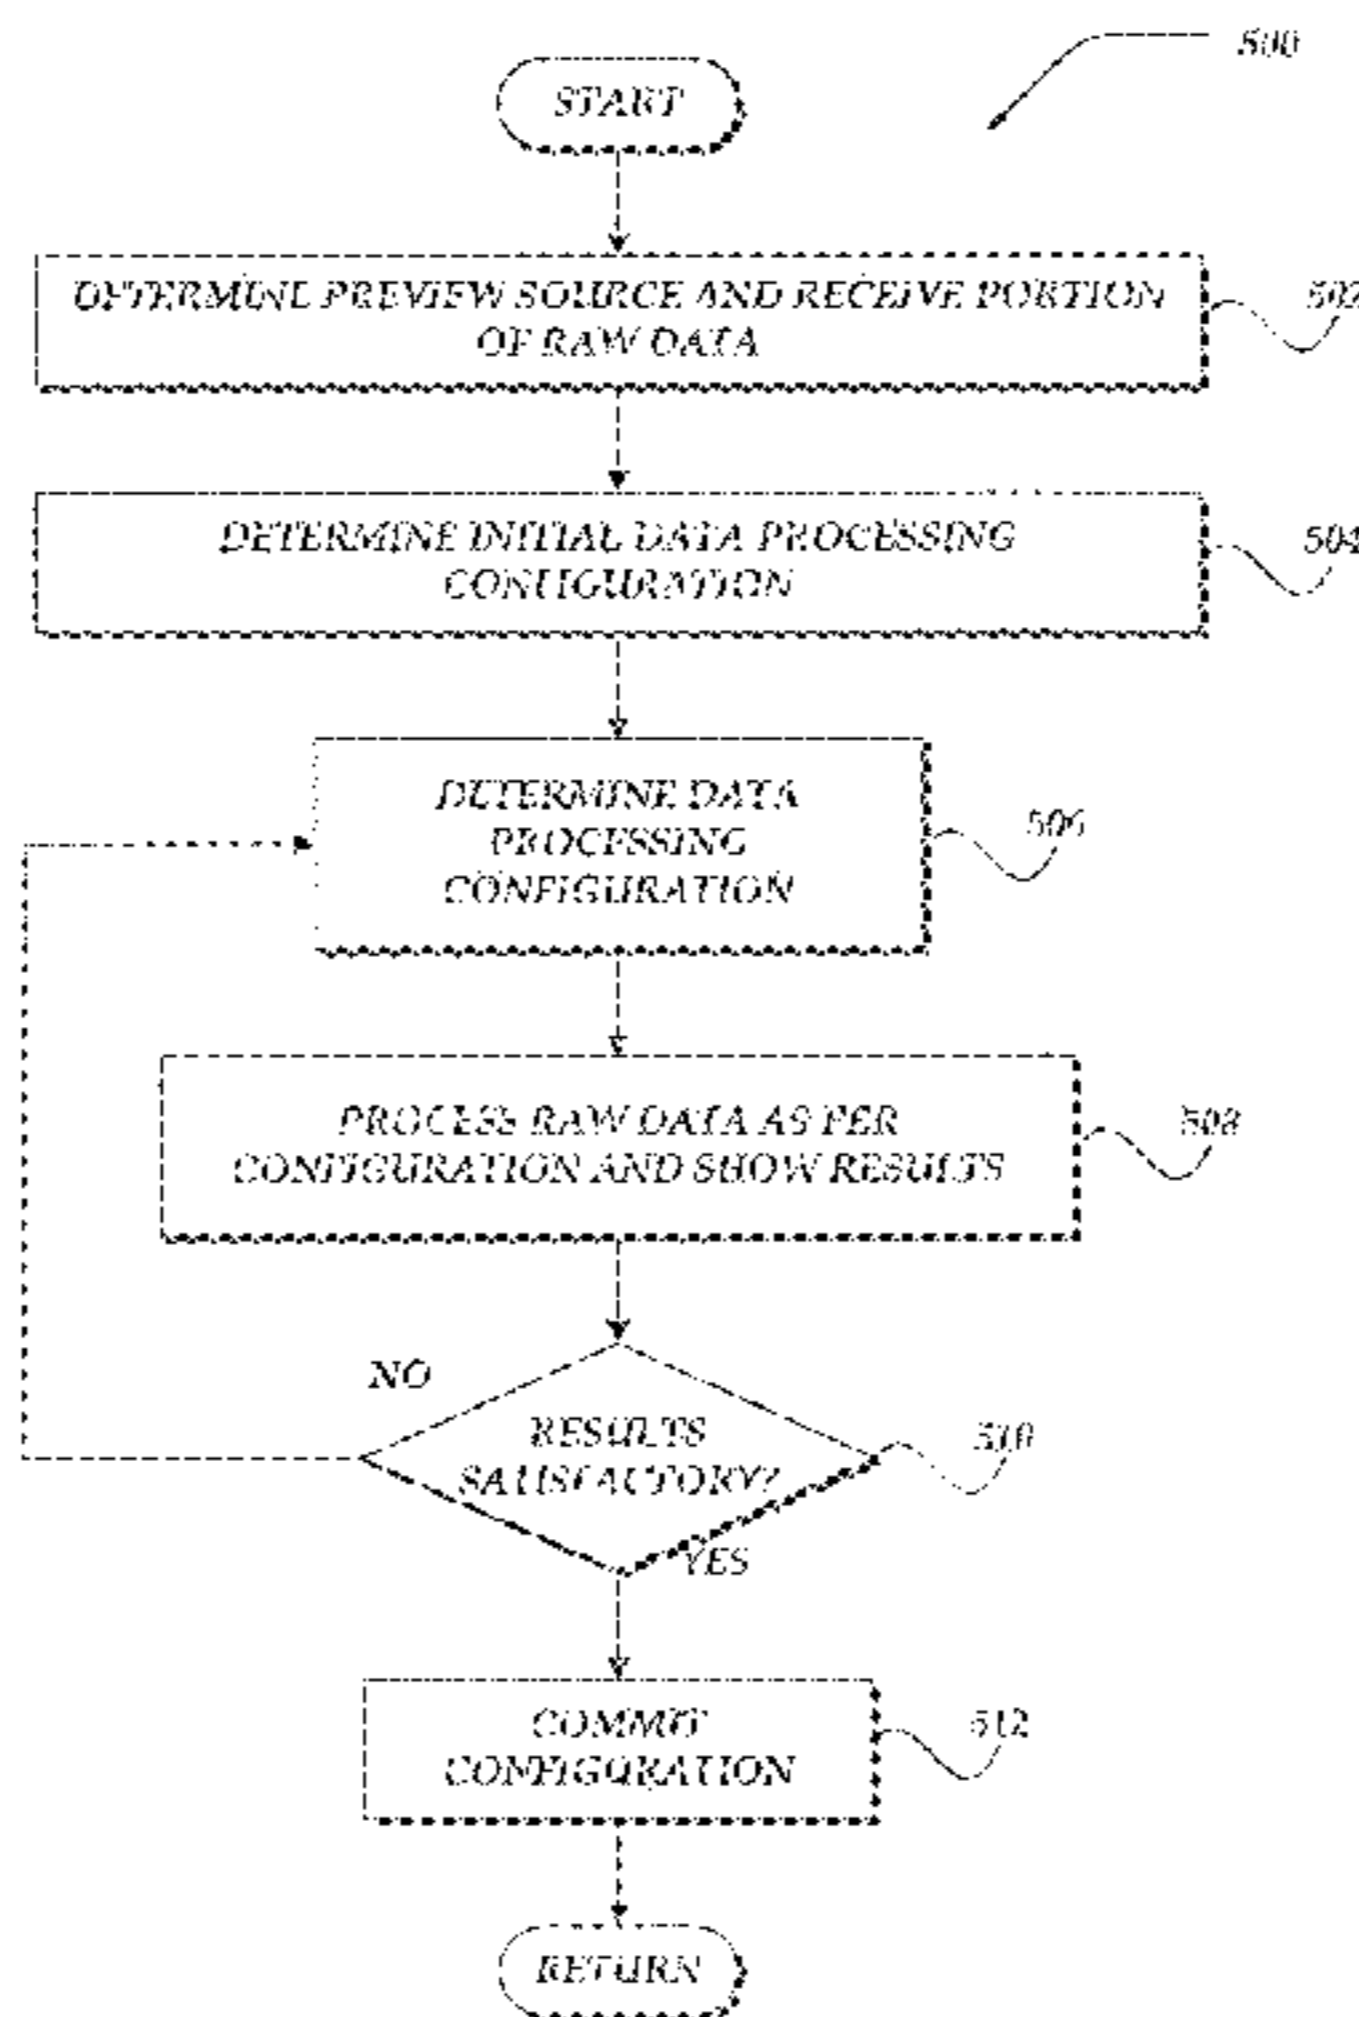 500
START
DETERMINE PREVIEW SOURCE AND RECEIVE PORTION
OF RAW DATA
502
DETERMINE INITIAL DATA PROCESSING
CONFIGURATION
504
DETERMINE DATA
PROCESSING
CONFIGURATION
506
PROCESS RAW DATA AS PER
CONFIGURATION AND SHOW RESULTS
508
NO
RESULTS
SATISFACTORY?
510
YES
COMMIT
CONFIGURATION
512
RETURN